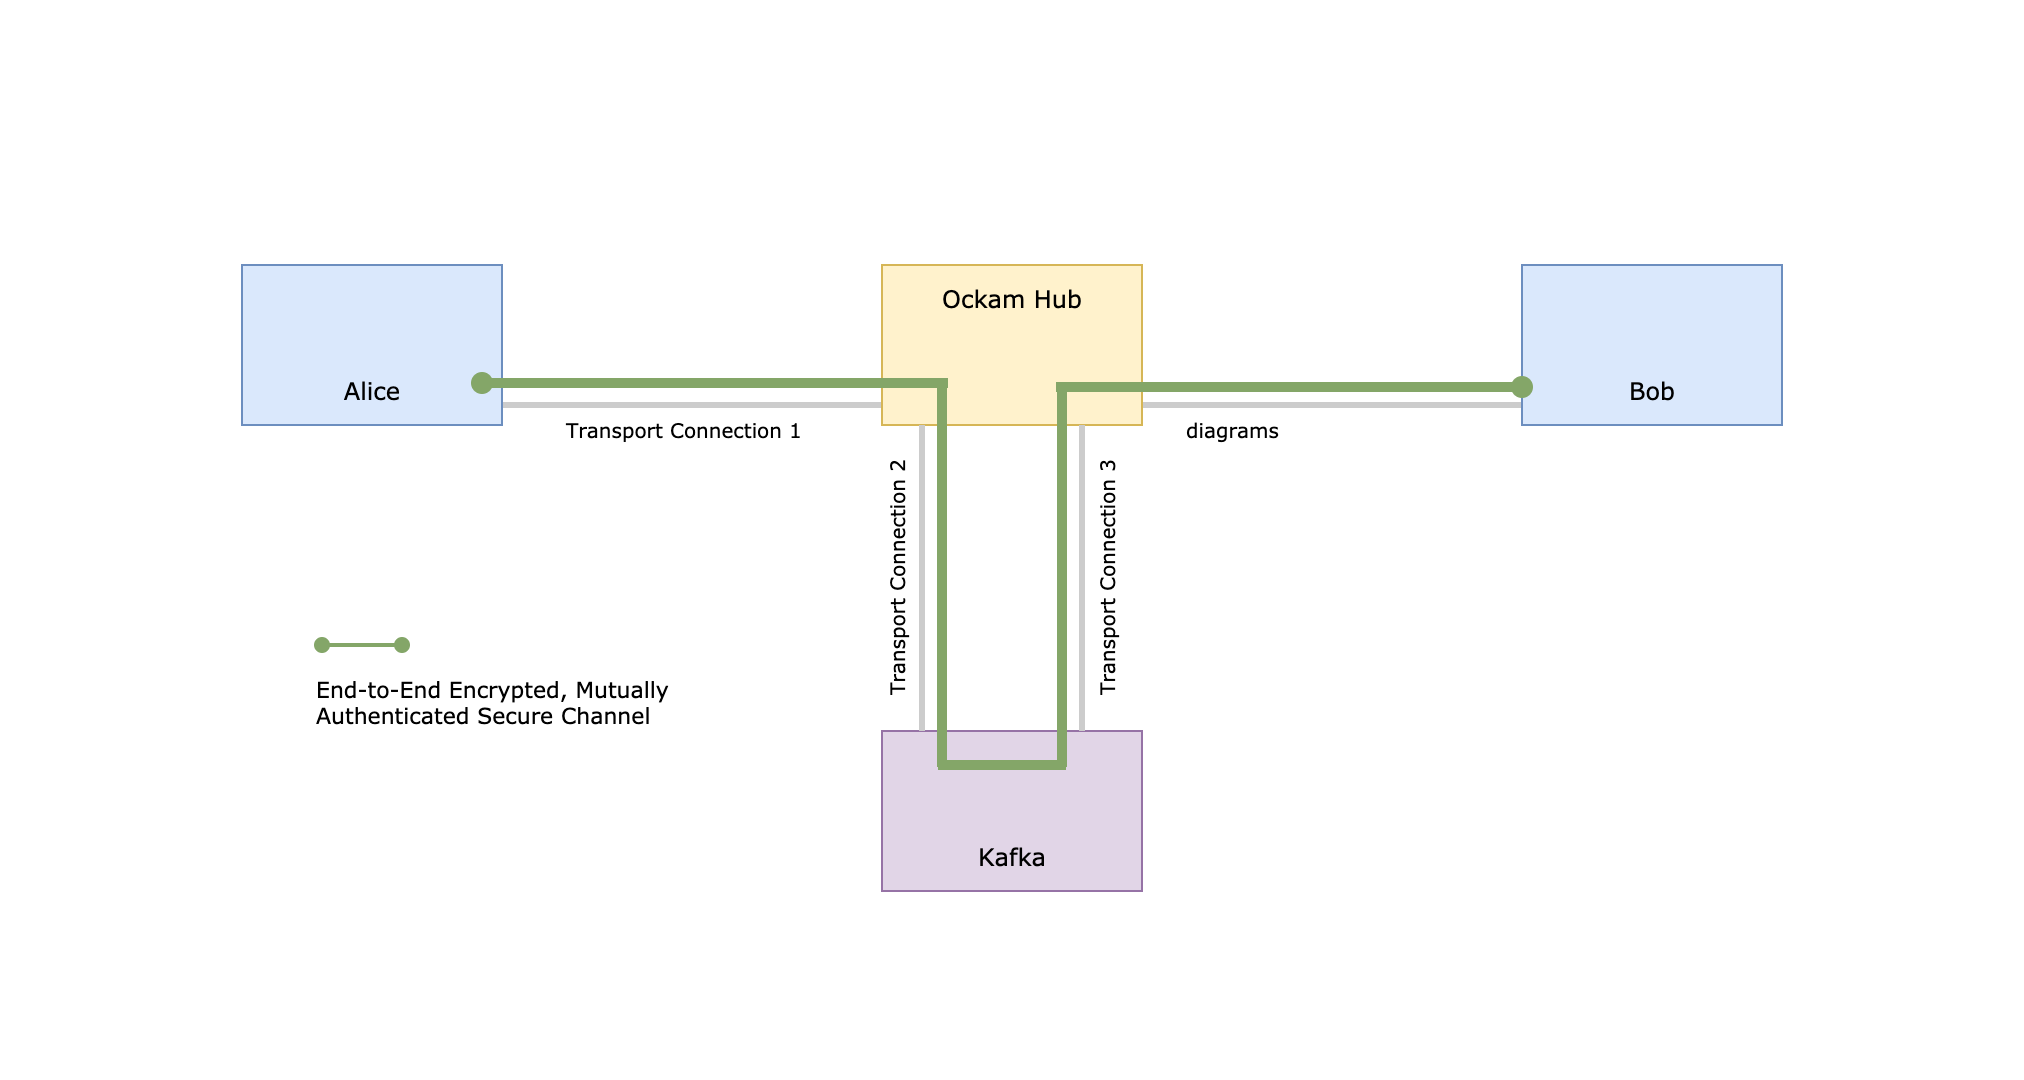 Ockam Hub
Alice
Bob
Transport Connection 1
diagrams
Transport Connection 2
Transport Connection 3
End-to-End Encrypted, Mutually
Authenticated Secure Channel
Kafka